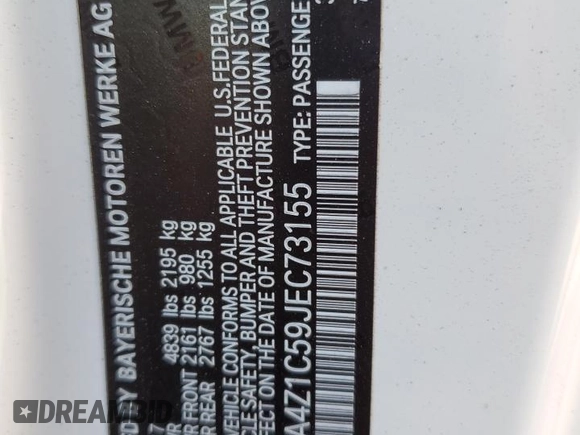 BAYERISCHE MOTOREN WERKE AG
4839 lbs 2195 kg
FRONT 2161 lbs 980 kg
REAR - 2767 lbs 1255 kg
VEHICLE CONFORMS TO ALL APPLICABLE U.S. FEDERAL
SAFETY, BUMPER AND THEFT PREVENTION STAN
ECT ON THE DATE OF MANUFACTURE SHOWN ABOV
A4Z1C59JEC73155 TYPE: PASSENGE
DREAMBID